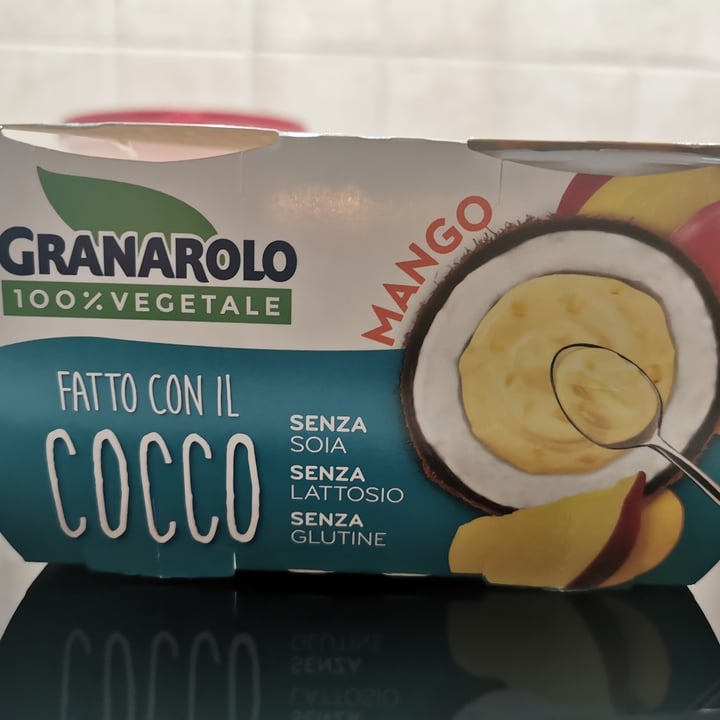 GRANAROLO
100% VEGETALE
MANGO
FATTO CON IL
COCCO
SENZA
SOIA
SENZA
LATTOSIO
SENZA
GLUTINE